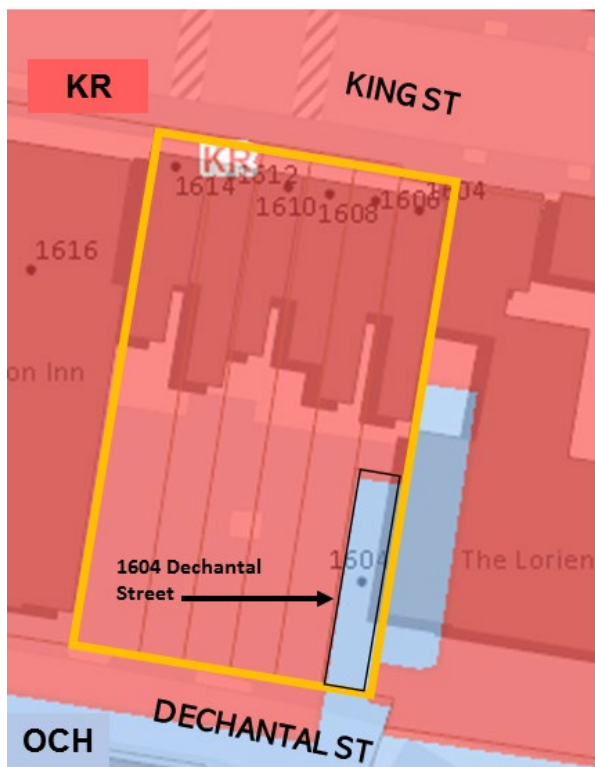 KR
KING ST
KR
1614
1612
1610
1608
1606
1604
1616
on Inn
1604
The Lorien
1604 Dechantal
Street
DECHANTAL ST
OCH